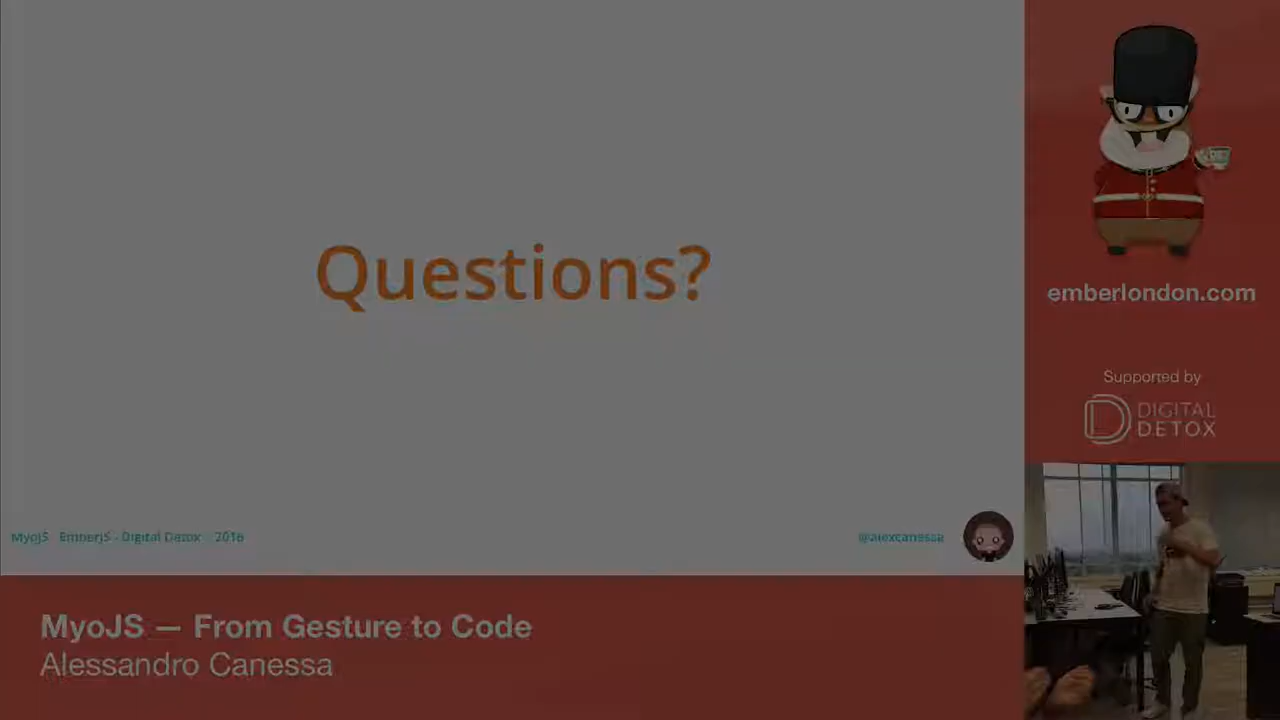 Questions?
MyoJS - EmberJS - Digital Detox - 2016
@alexcanessa
MyoJS — From Gesture to Code
Alessandro Canessa
emberlondon.com
Supported by
DIGITAL
DETOX